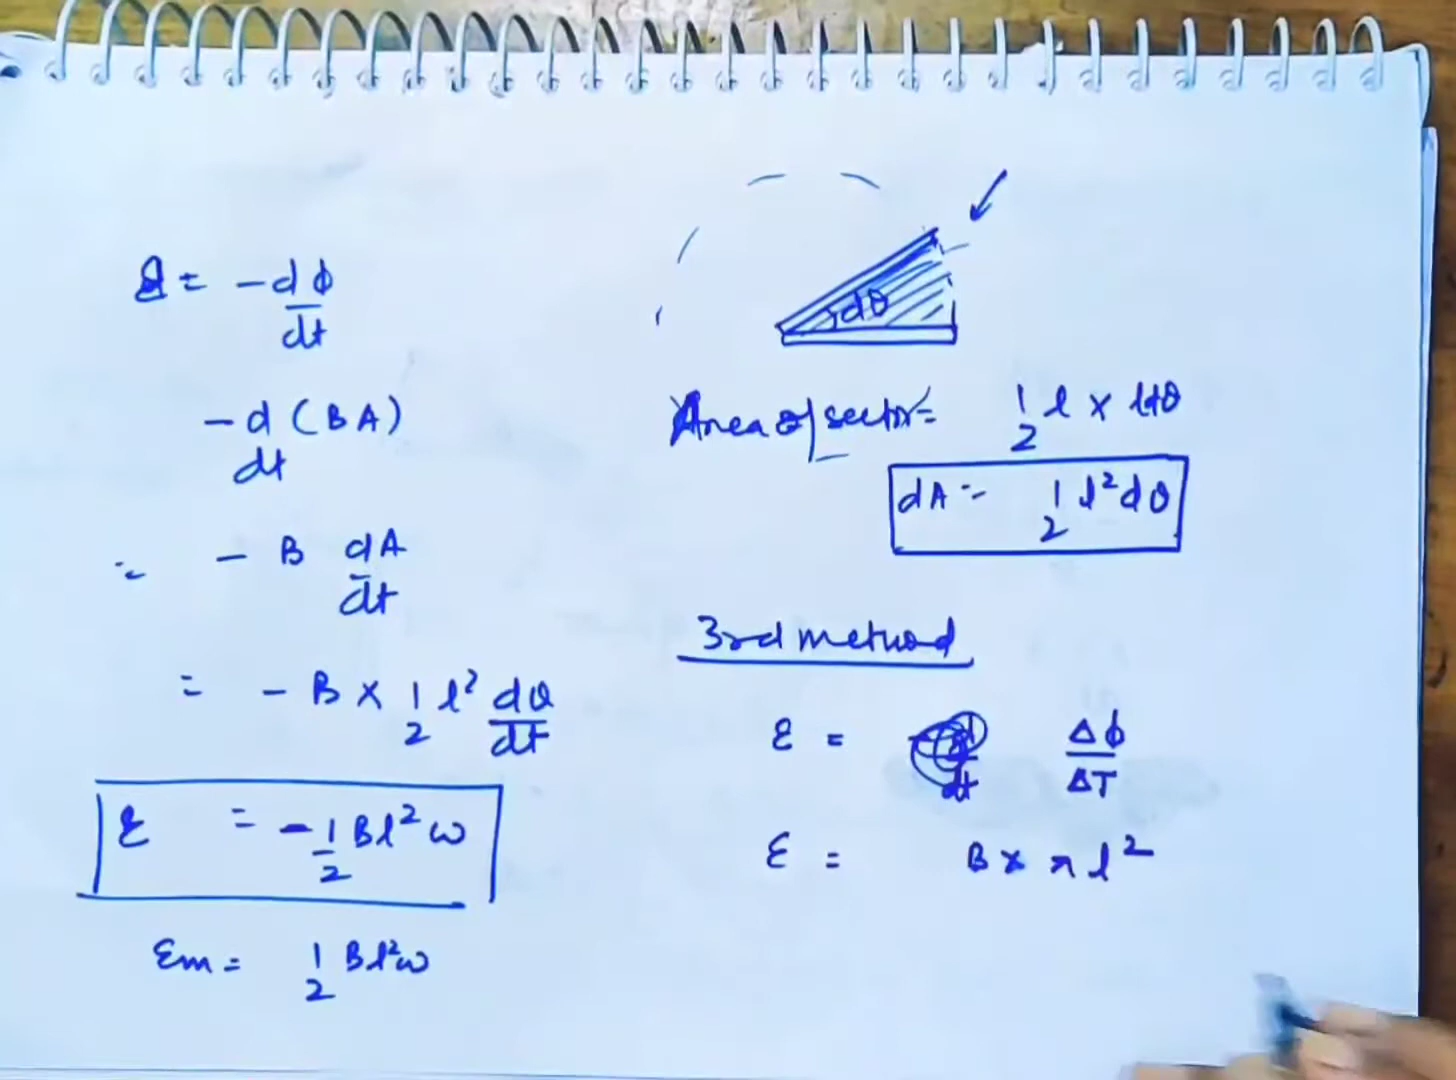 ε = -dϕ/dt
-d/dt (BA)
= - B dA/dt
= - B x 1/2 l² dθ/dt
ε = -1/2 Bl²ω
εm = 1/2 Bl²ω
dθ
Area of sector = 1/2 l x ldθ
dA = 1/2 l²dθ
3rd method
ε = Δϕ/ΔT
ε = B x πl²